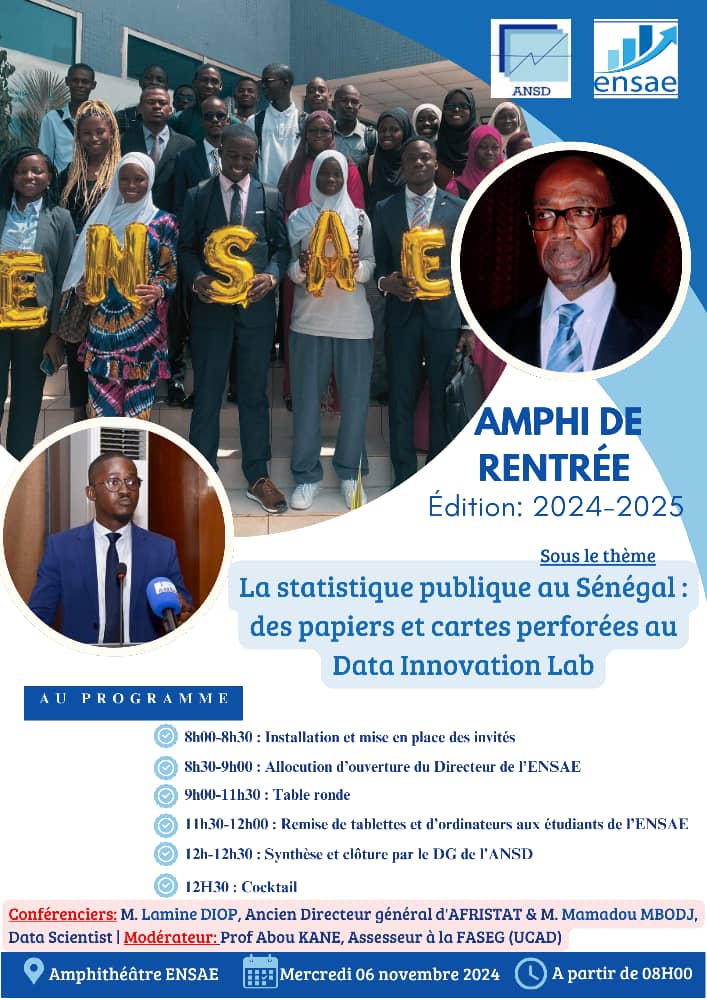 ANSD
ensae
E N S A E
AMPHI DE
RENTRÉE
Édition: 2024-2025
Sous le thème
La statistique publique au Sénégal :
des papiers et cartes perforées au
Data Innovation Lab
AU PROGRAMME
8h00-8h30 : Installation et mise en place des invités
8h30-9h00 : Allocution d'ouverture du Directeur de l'ENSAE
9h00-11h30 : Table ronde
11h30-12h00 : Remise de tablettes et d'ordinateurs aux étudiants de l'ENSAE
12h-12h30 : Synthèse et clôture par le DG de l'ANSD
12H30 : Cocktail
Conférenciers: M. Lamine DIOP, Ancien Directeur général d'AFRISTAT & M. Mamadou MBODJ,
Data Scientist | Modérateur: Prof Abou KANE, Assesseur à la FASEG (UCAD)
Amphithéâtre ENSAE Mercredi 06 novembre 2024 A partir de 08H00